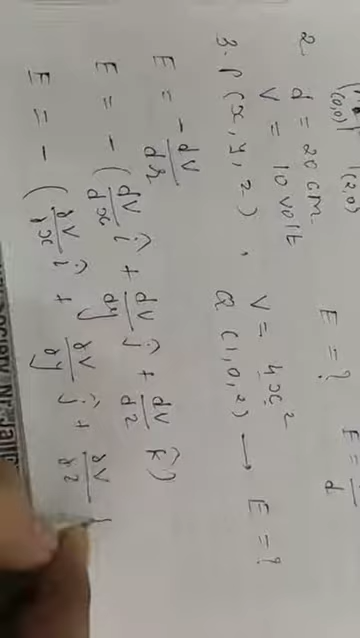 (0,0) (2,0)
2. d = 20 cm E = ? E = — d
V = 10 volt
3. P(x, y, z), V = 4x²
Q (1, 0, 2) → E = ?
E = - dV/dr
E = - (dV/dx î + dV/dy ĵ + dV/dz k̂)
E = - (∂V/∂x î + ∂V/∂y ĵ + ∂V/∂z